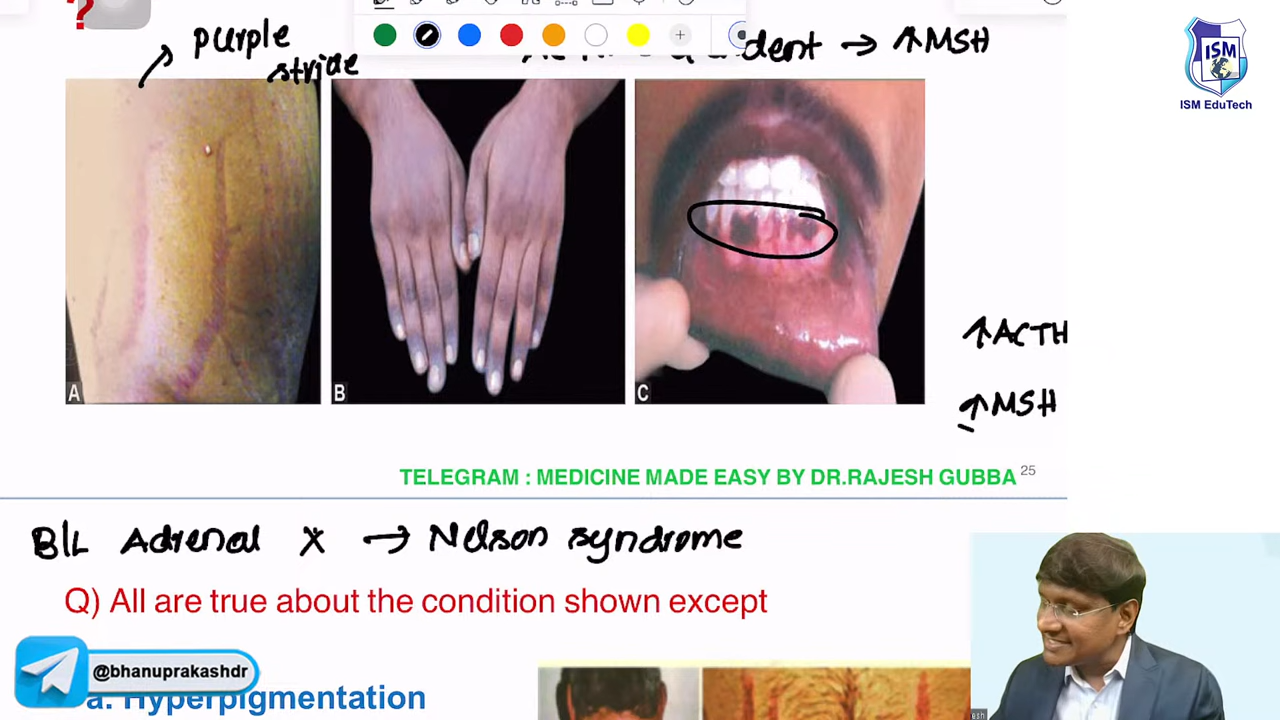 ?
purple
striae
dent → ↑MSH
ISM
ISM EduTech
A
B
C
↑ACTH
↑MSH
TELEGRAM : MEDICINE MADE EASY BY DR.RAJESH GUBBA 25
B/L Adrenal X → Nelson syndrome
Q) All are true about the condition shown except
@bhanuprakashdr
a. Hyperpigmentation